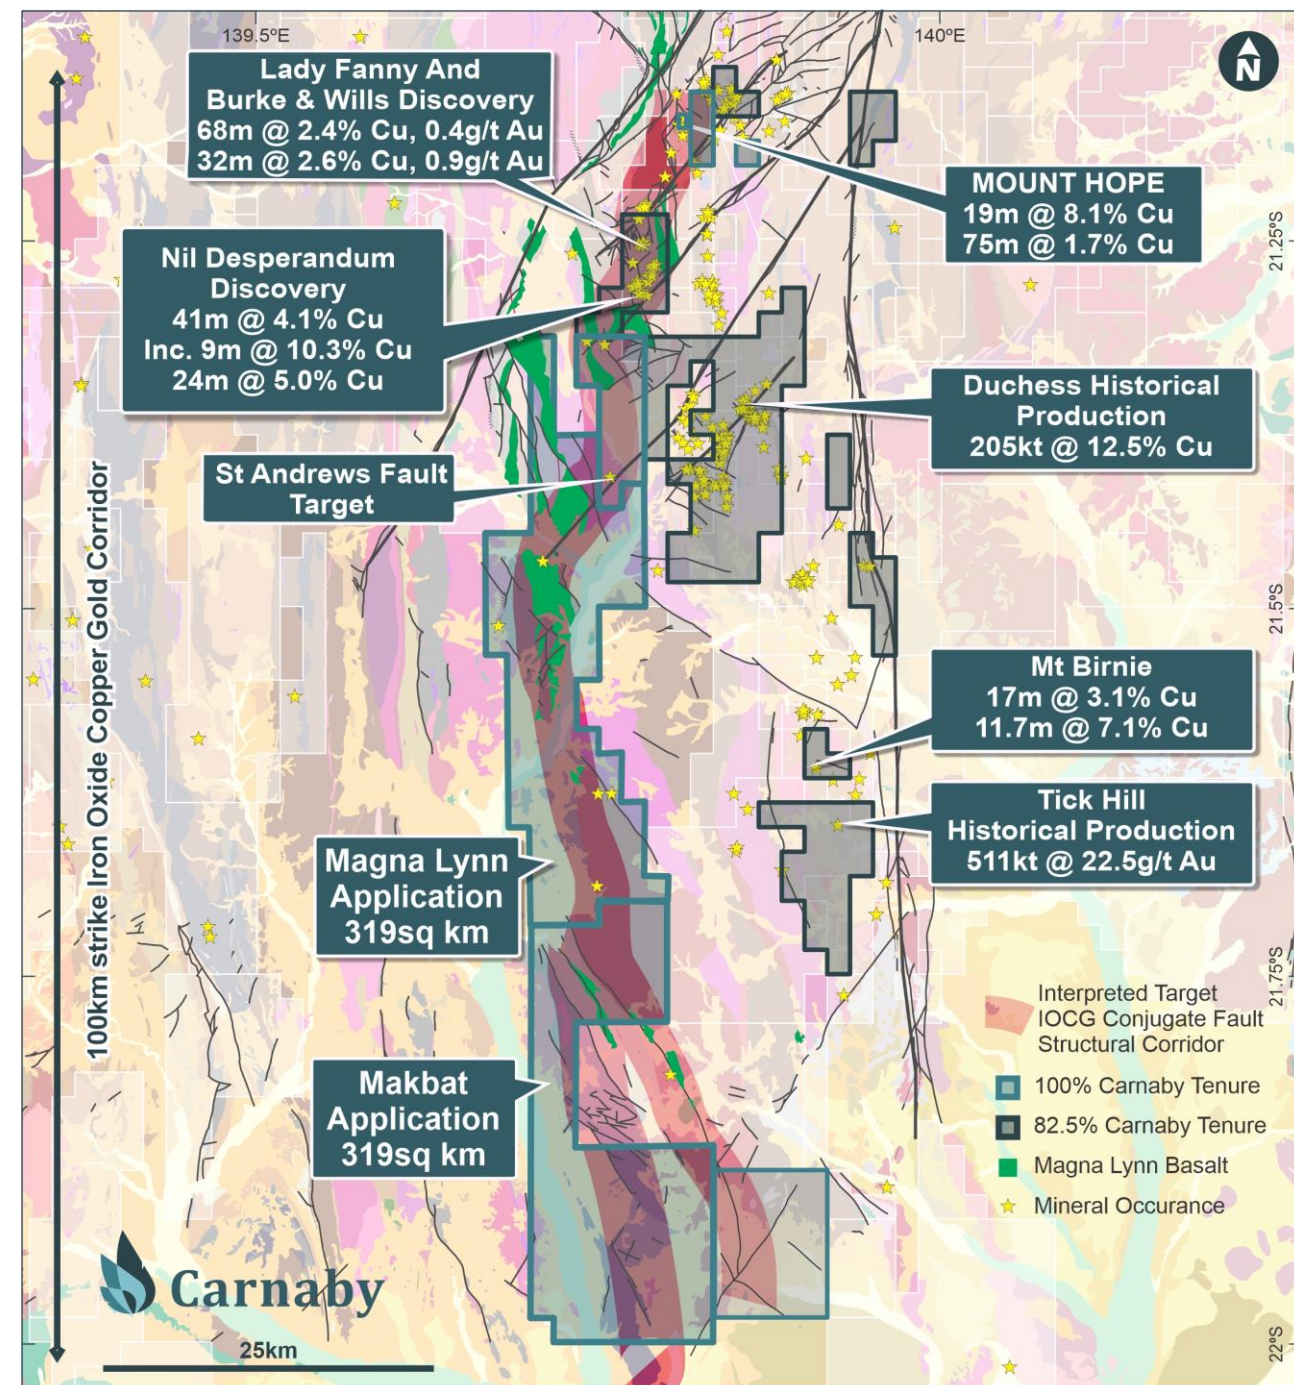 139.5ºE
140ºE
N
Lady Fanny And
Burke & Wills Discovery
68m @ 2.4% Cu, 0.4g/t Au
32m @ 2.6% Cu, 0.9g/t Au
MOUNT HOPE
19m @ 8.1% Cu
75m @ 1.7% Cu
21.25ºS
Nil Desperandum
Discovery
41m @ 4.1% Cu
Inc. 9m @ 10.3% Cu
24m @ 5.0% Cu
Duchess Historical
Production
205kt @ 12.5% Cu
St Andrews Fault
Target
100km strike Iron Oxide Copper Gold Corridor
21.5ºS
Mt Birnie
17m @ 3.1% Cu
11.7m @ 7.1% Cu
Tick Hill
Historical Production
511kt @ 22.5g/t Au
Magna Lynn
Application
319sq km
21.75ºS
Makbat
Application
319sq km
Interpreted Target
IOCG Conjugate Fault
Structural Corridor
100% Carnaby Tenure
82.5% Carnaby Tenure
Magna Lynn Basalt
Mineral Occurance
Carnaby
25km
22ºS